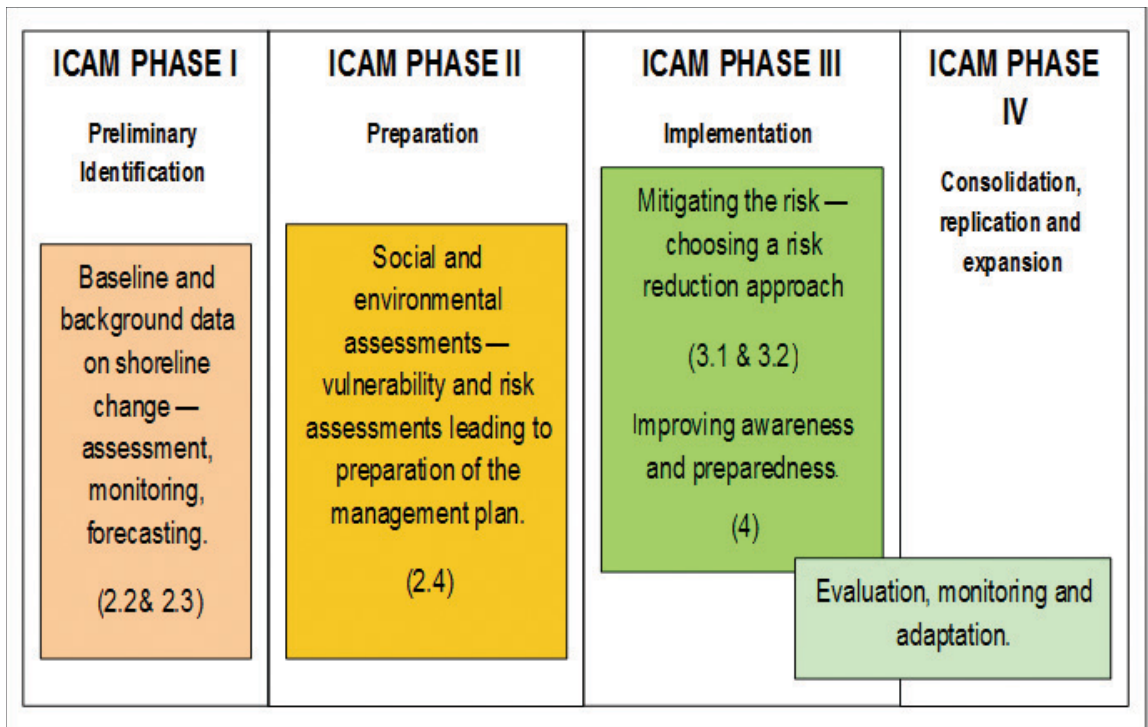 ICAM PHASE I
Preliminary
Identification
Baseline and
background data
on shoreline
change —
assessment,
monitoring,
forecasting.
(2.2& 2.3)
ICAM PHASE II
Preparation
Social and
environmental
assessments —
vulnerability and risk
assessments leading to
preparation of the
management plan.
(2.4)
ICAM PHASE III
Implementation
Mitigating the risk —
choosing a risk
reduction approach
(3.1 & 3.2)
Improving awareness
and preparedness.
(4)
ICAM PHASE
IV
Consolidation,
replication and
expansion
Evaluation, monitoring and
adaptation.